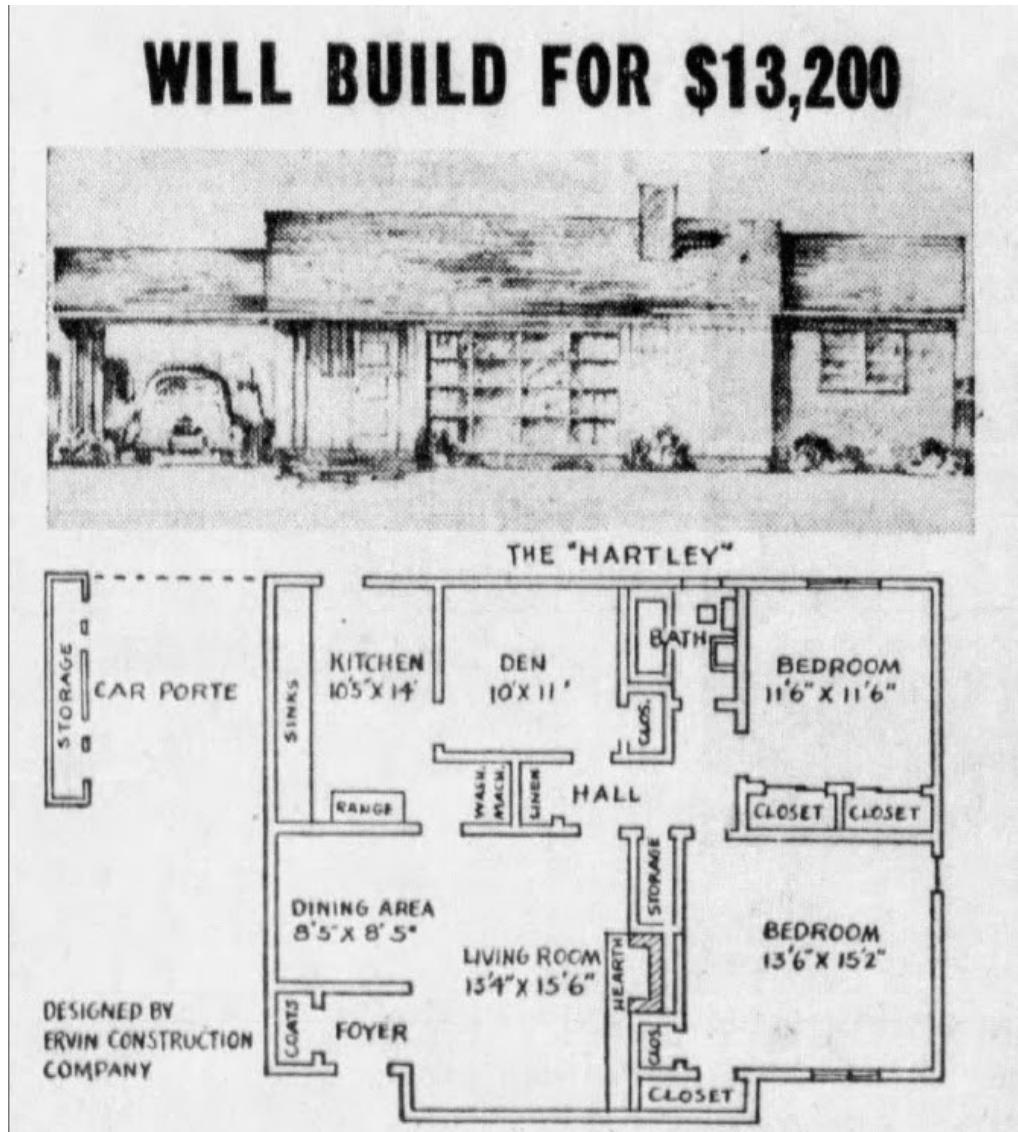 WILL BUILD FOR $13,200
THE "HARTLEY"
STORAGE
CAR PORTE
SINKS
KITCHEN
10'5"X 14'
RANGE
DEN
10'X 11'
WASH.
MACH.
LINEN
BATH
CLOS.
HALL
BEDROOM
11'6" X 11'6"
CLOSET
CLOSET
DINING AREA
8'5"X 8'5"
LIVING ROOM
13'4"X 15'6"
STORAGE
HEARTH
CLOS.
CLOSET
BEDROOM
13'6"X 15'2"
COATS
FOYER
DESIGNED BY
ERVIN CONSTRUCTION
COMPANY